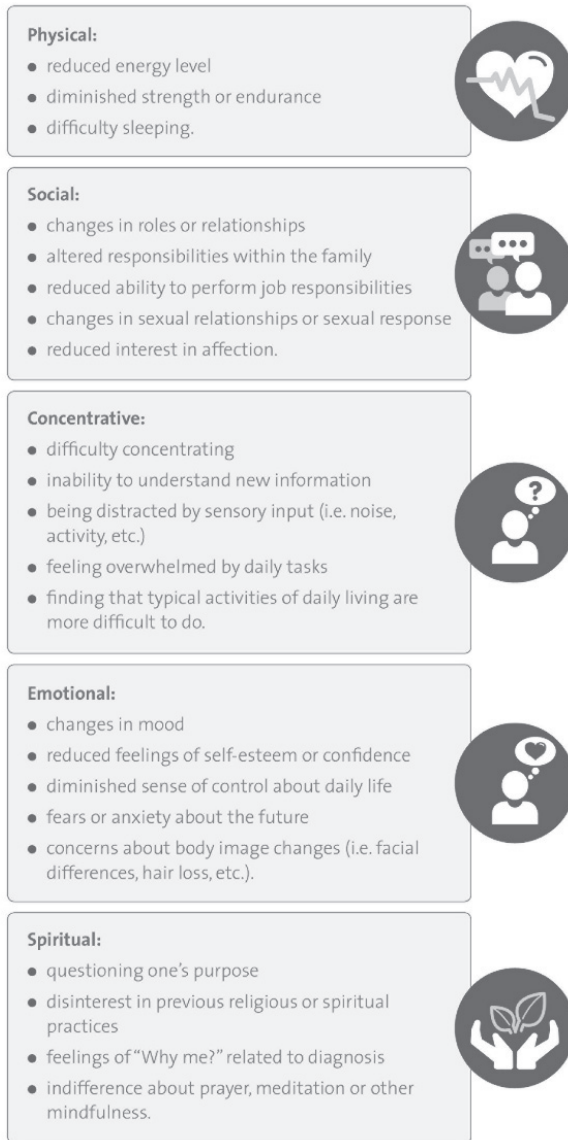 Physical:
• reduced energy level
• diminished strength or endurance
• difficulty sleeping.
Social:
• changes in roles or relationships
• altered responsibilities within the family
• reduced ability to perform job responsibilities
• changes in sexual relationships or sexual response
• reduced interest in affection.
Concentrative:
• difficulty concentrating
• inability to understand new information
• being distracted by sensory input (i.e. noise,
activity, etc.)
• feeling overwhelmed by daily tasks
• finding that typical activities of daily living are
more difficult to do.
Emotional:
• changes in mood
• reduced feelings of self-esteem or confidence
• diminished sense of control about daily life
• fears or anxiety about the future
• concerns about body image changes (i.e. facial
differences, hair loss, etc.).
Spiritual:
• questioning one’s purpose
• disinterest in previous religious or spiritual
practices
• feelings of “Why me?” related to diagnosis
• indifference about prayer, meditation or other
mindfulness.
?